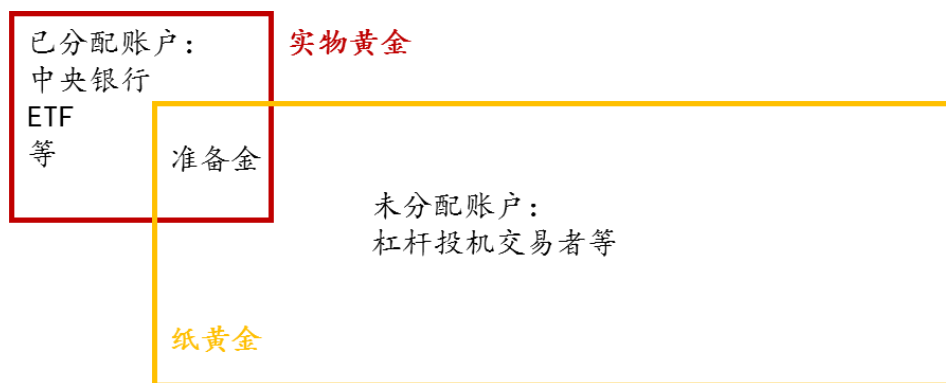 已分配账户：
实物黄金
中央银行
ETF
等
准备金
未分配账户：
杠杆投机交易者等
纸黄金